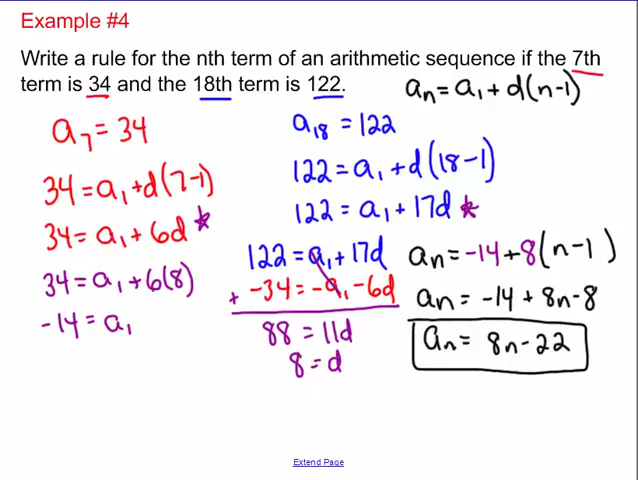 Example #4
Write a rule for the nth term of an arithmetic sequence if the 7th
term is 34 and the 18th term is 122.
aₙ = a₁ + d(n-1)
a₇ = 34
34 = a₁ + d(7-1)
34 = a₁ + 6d *
34 = a₁ + 6(8)
-14 = a₁
a₁₈ = 122
122 = a₁ + d(18-1)
122 = a₁ + 17d *
122 = a₁ + 17d
+ -34 = -a₁ - 6d
88 = 11d
8 = d
aₙ = -14 + 8(n-1)
aₙ = -14 + 8n - 8
aₙ = 8n - 22
Extend Page